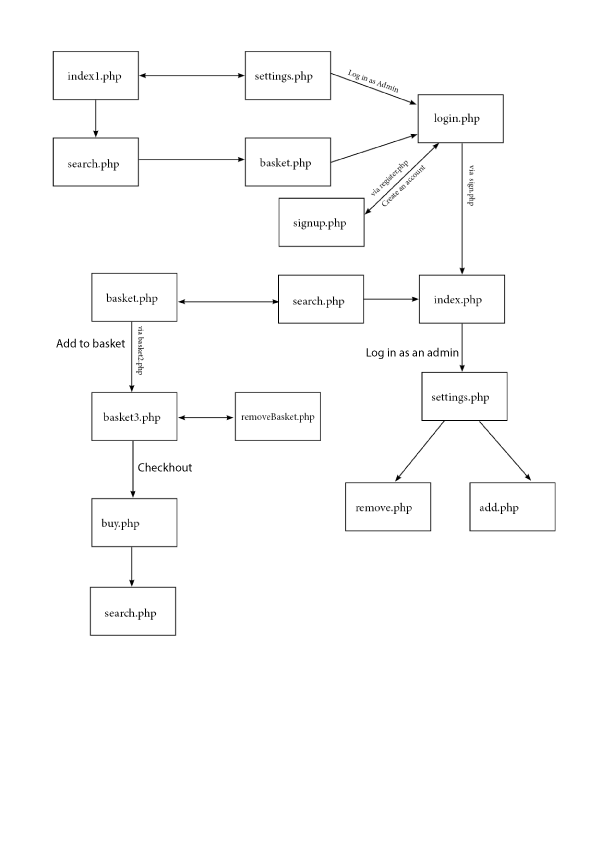 index1.php
settings.php
Log in as Admin
login.php
search.php
basket.php
via register.php
Create an account
via sign.php
signup.php
basket.php
search.php
index.php
Add to basket
via basket2.php
Log in as an admin
settings.php
basket3.php
removeBasket.php
Checkhout
remove.php
add.php
buy.php
search.php